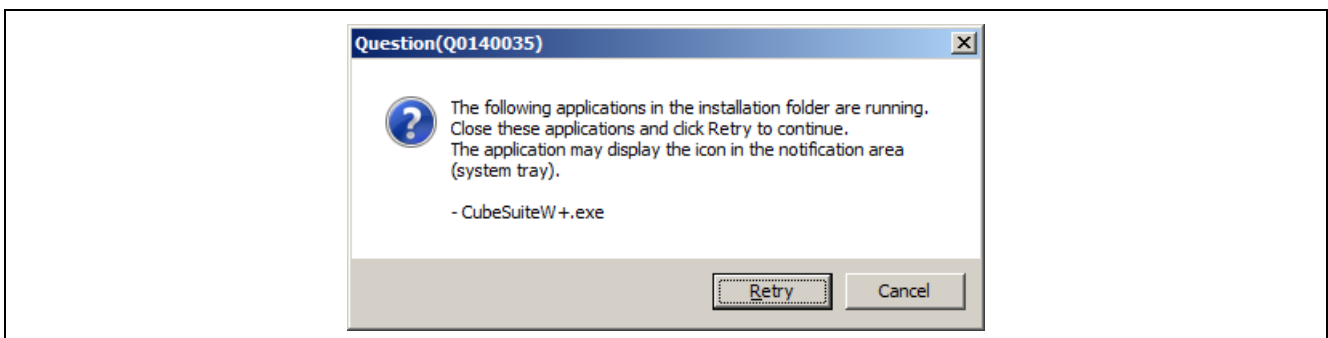 Question(Q0140035)
The following applications in the installation folder are running.
Close these applications and click Retry to continue.
The application may display the icon in the notification area
(system tray).
- CubeSuiteW+.exe
Retry
Cancel